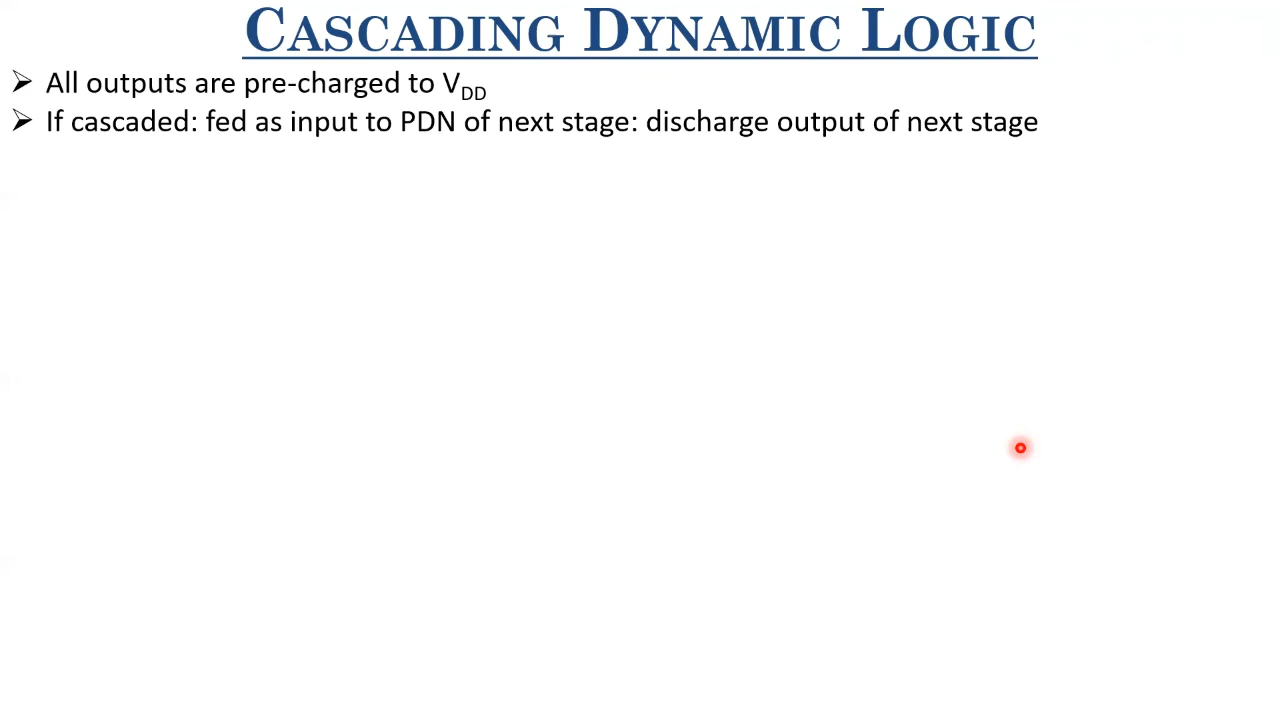 CASCADING DYNAMIC LOGIC
➢ All outputs are pre-charged to VDD
➢ If cascaded: fed as input to PDN of next stage: discharge output of next stage